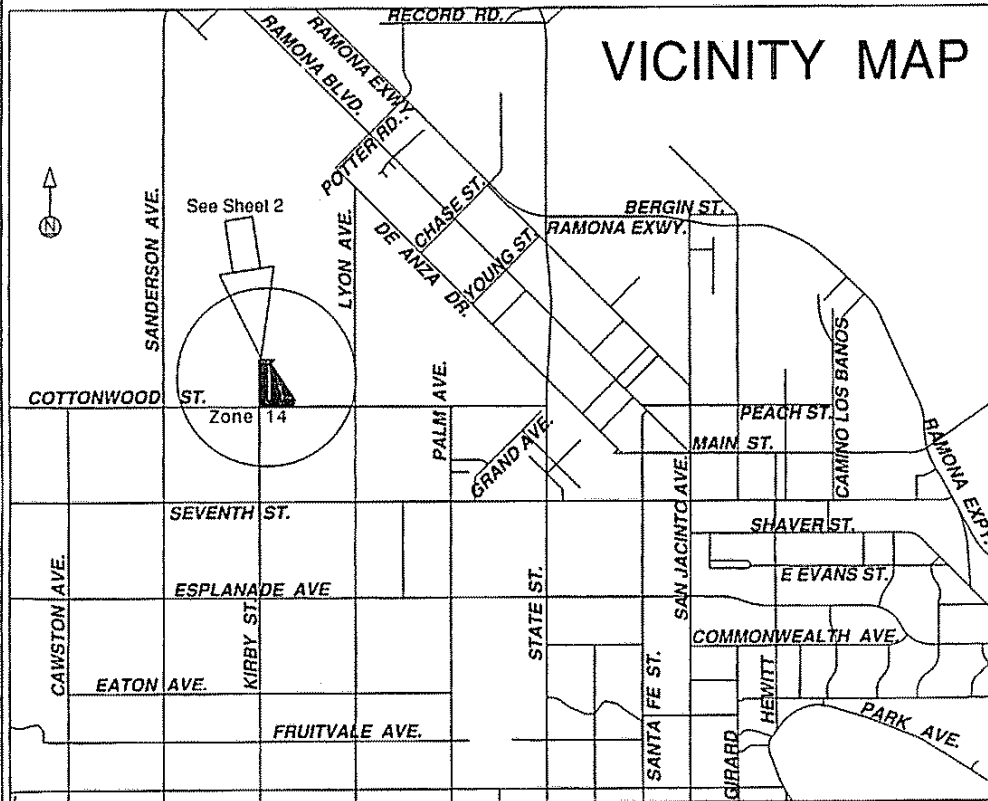 RECORD RD.
VICINITY MAP
RAMONA EXWY.
RAMONA BLVD.
POTTER RD.
N
See Sheet 2
SANDERSON AVE.
LYON AVE.
CHASE ST.
DE ANZA DR.
YOUNG ST.
BERGIN ST.
RAMONA EXWY.
COTTONWOOD ST.
Zone 14
PALM AVE.
GRAND AVE.
PEACH ST.
MAIN ST.
CAMINO LOS BANOS
RAMONA EXPY.
SEVENTH ST.
SAN JACINTO AVE.
SHAVER ST.
E EVANS ST.
CAWSTON AVE.
ESPLANADE AVE
KIRBY ST.
STATE ST.
COMMONWEALTH AVE.
EATON AVE.
SANTA FE ST.
HEWITT
FRUITVALE AVE.
GIRARD
PARK AVE.